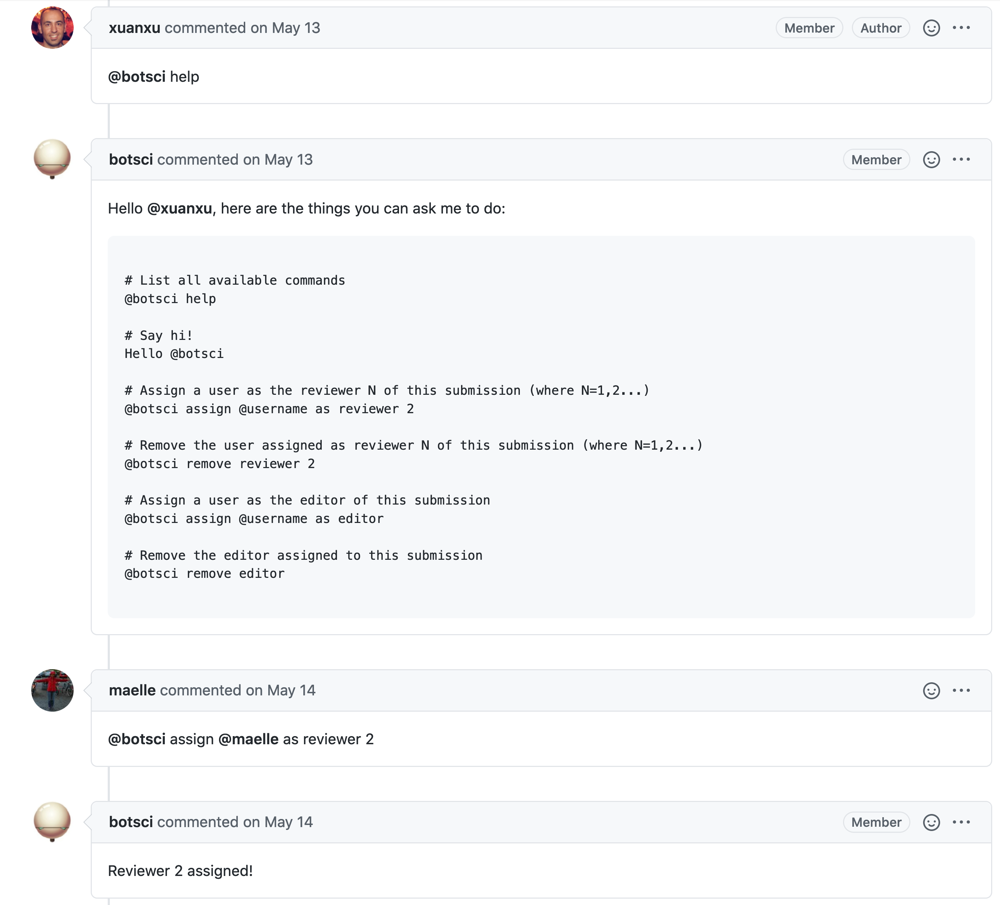 xuanxu commented on May 13 Member Author
@botsci help
botsci commented on May 13 Member
Hello @xuanxu, here are the things you can ask me to do:
# List all available commands
@botsci help
# Say hi!
Hello @botsci
# Assign a user as the reviewer N of this submission (where N=1,2...)
@botsci assign @username as reviewer 2
# Remove the user assigned as reviewer N of this submission (where N=1,2...)
@botsci remove reviewer 2
# Assign a user as the editor of this submission
@botsci assign @username as editor
# Remove the editor assigned to this submission
@botsci remove editor
maelle commented on May 14
@botsci assign @maelle as reviewer 2
botsci commented on May 14 Member
Reviewer 2 assigned!